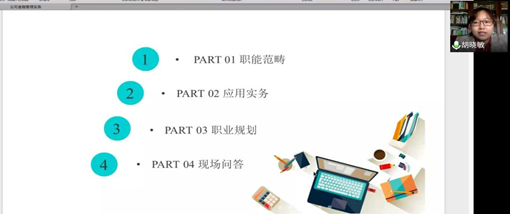 1 • PART 01 职能范畴
2 • PART 02 应用实务
3 • PART 03 职业规划
4 • PART 04 现场问答
胡晓敏